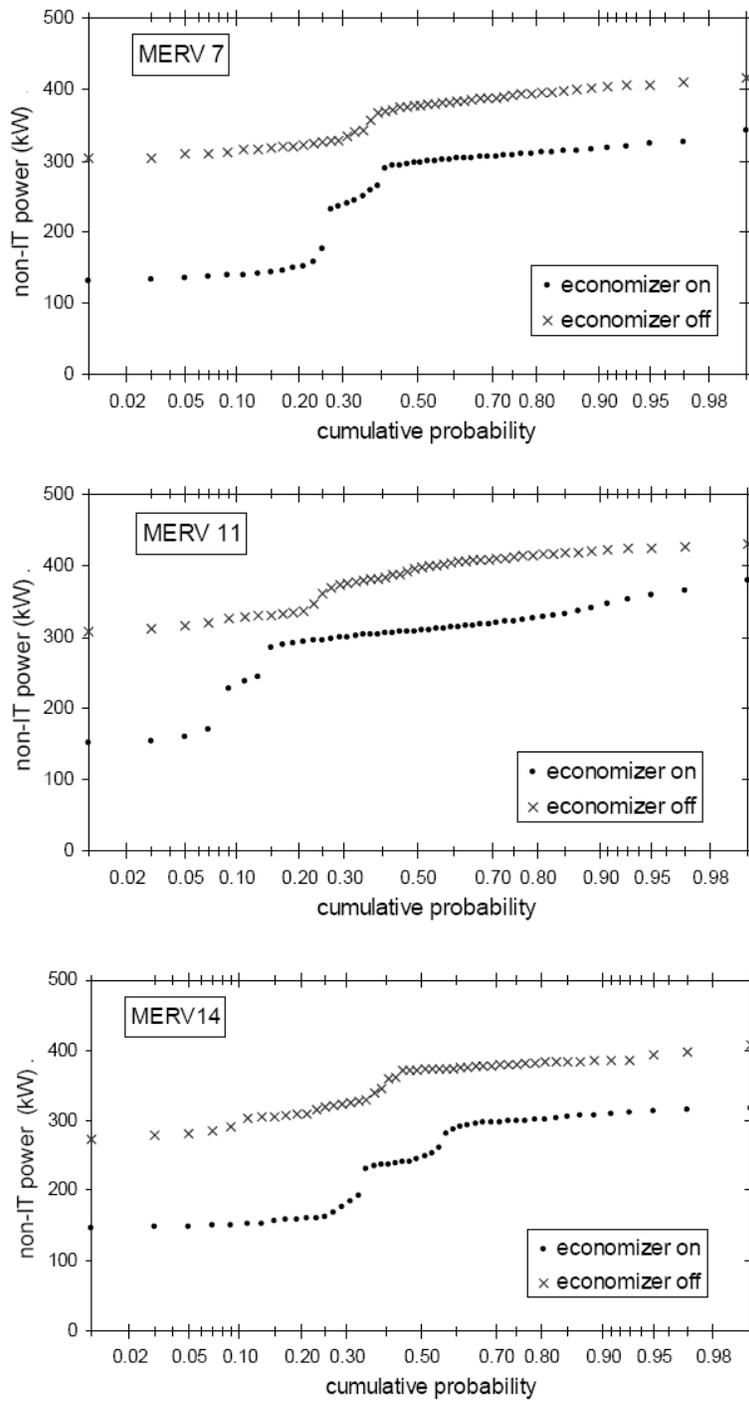 500
MERV 7
400
300
200
100
0
non-IT power (kW) .
economizer on
economizer off
0.02 0.05 0.10 0.20 0.30 0.50 0.70 0.80 0.90 0.95 0.98
cumulative probability
500
MERV 11
400
300
200
100
0
non-IT power (kW) .
economizer on
economizer off
0.02 0.05 0.10 0.20 0.30 0.50 0.70 0.80 0.90 0.95 0.98
cumulative probability
500
MERV14
400
300
200
100
0
non-IT power (kW) .
economizer on
economizer off
0.02 0.05 0.10 0.20 0.30 0.50 0.70 0.80 0.90 0.95 0.98
cumulative probability